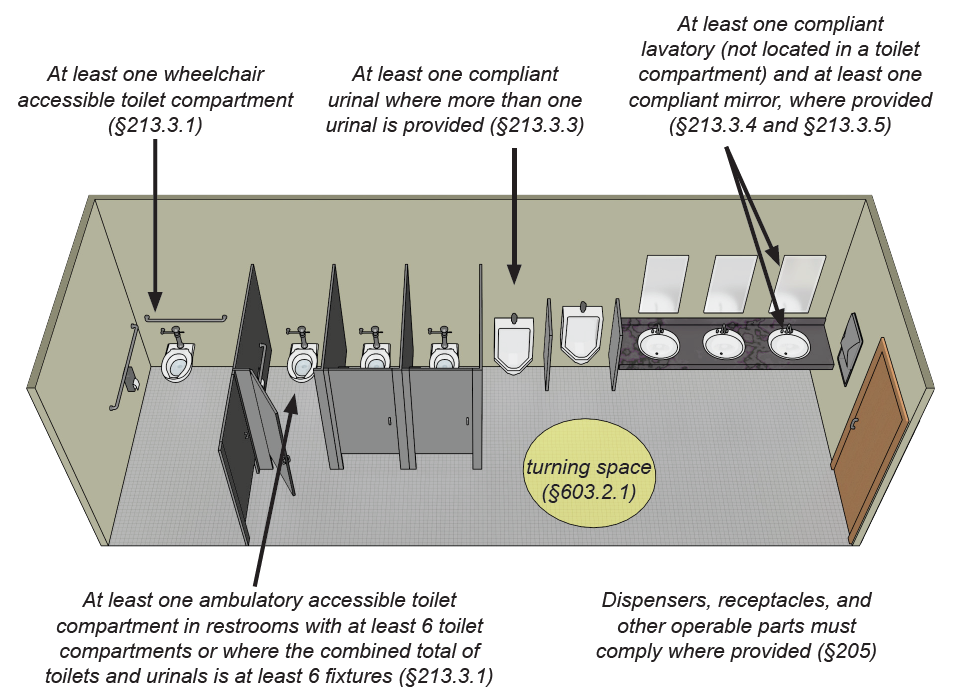 At least one wheelchair
accessible toilet compartment
(§213.3.1)
At least one compliant
urinal where more than one
urinal is provided (§213.3.3)
At least one compliant
lavatory (not located in a toilet
compartment) and at least one
compliant mirror, where provided
(§213.3.4 and §213.3.5)
turning space
(§603.2.1)
At least one ambulatory accessible toilet
compartment in restrooms with at least 6 toilet
compartments or where the combined total of
toilets and urinals is at least 6 fixtures (§213.3.1)
Dispensers, receptacles, and
other operable parts must
comply where provided (§205)